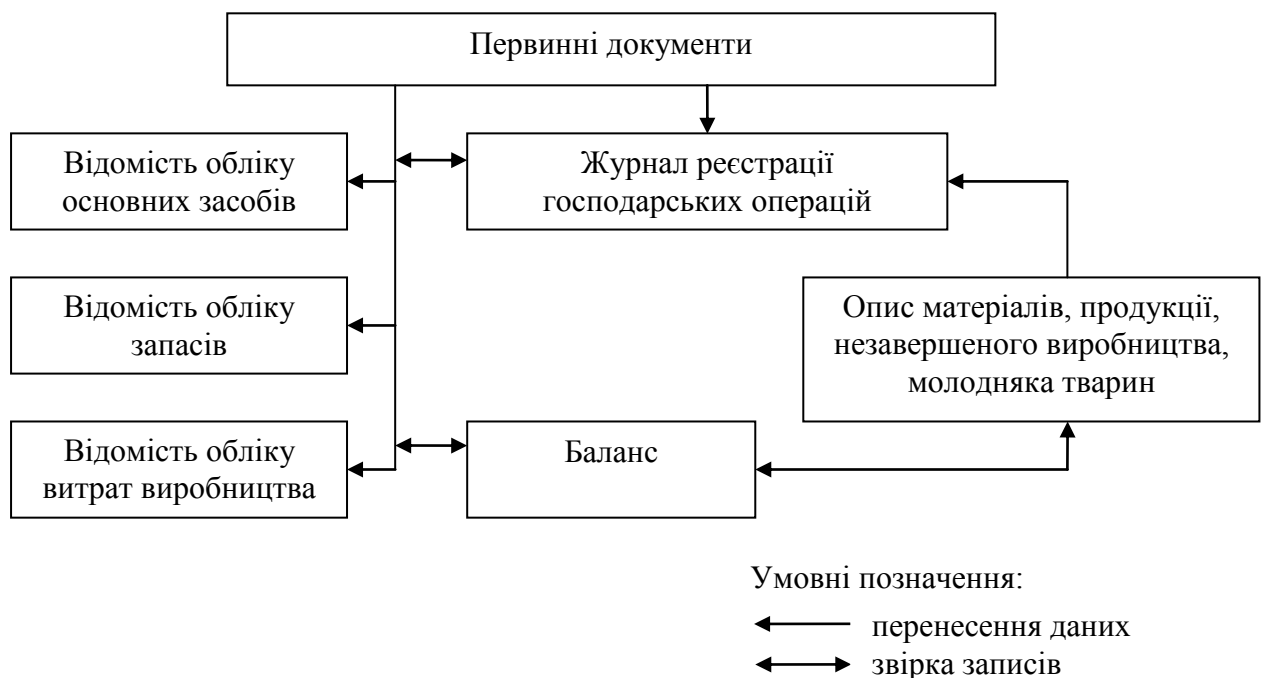 Первинні документи
Відомість обліку
основних засобів
Журнал реєстрації
господарських операцій
Відомість обліку
запасів
Опис матеріалів, продукції,
незавершеного виробництва,
молодняка тварин
Відомість обліку
витрат виробництва
Баланс
Умовні позначення:
перенесення даних
звірка записів